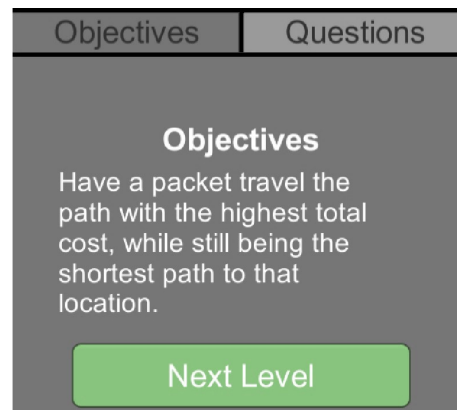 Objectives
Questions
Objectives
Have a packet travel the
path with the highest total
cost, while still being the
shortest path to that
location.
Next Level